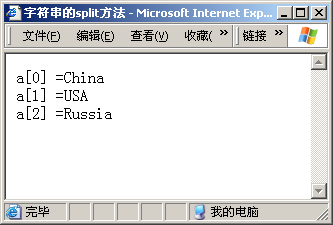 字符串的split方法 - Microsoft Internet Exp...
文件(F) 编辑(E) 查看(V) 收藏( » 链接 »
a[0] =China
a[1] =USA
a[2] =Russia
完毕 我的电脑